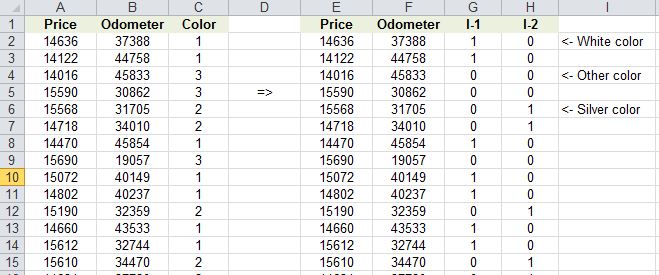 A B C D E F G H I
1 Price Odometer Color Price Odometer I-1 I-2
2 14636 37388 1 14636 37388 1 0 <- White color
3 14122 44758 1 14122 44758 1 0
4 14016 45833 3 14016 45833 0 0 <- Other color
5 15590 30862 3 => 15590 30862 0 0
6 15568 31705 2 15568 31705 0 1 <- Silver color
7 14718 34010 2 14718 34010 0 1
8 14470 45854 1 14470 45854 1 0
9 15690 19057 3 15690 19057 0 0
10 15072 40149 1 15072 40149 1 0
11 14802 40237 1 14802 40237 1 0
12 15190 32359 2 15190 32359 0 1
13 14660 43533 1 14660 43533 1 0
14 15612 32744 1 15612 32744 1 0
15 15610 34470 2 15610 34470 0 1